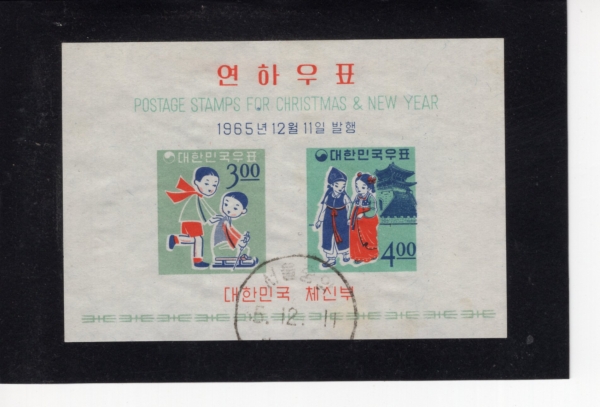 연하우표
POSTAGE STAMPS FOR CHRISTMAS & NEW YEAR
1965년 12월 11일 발행
대한민국우표
3.00
대한민국우표
4.00
대한민국 체신부
12. 11